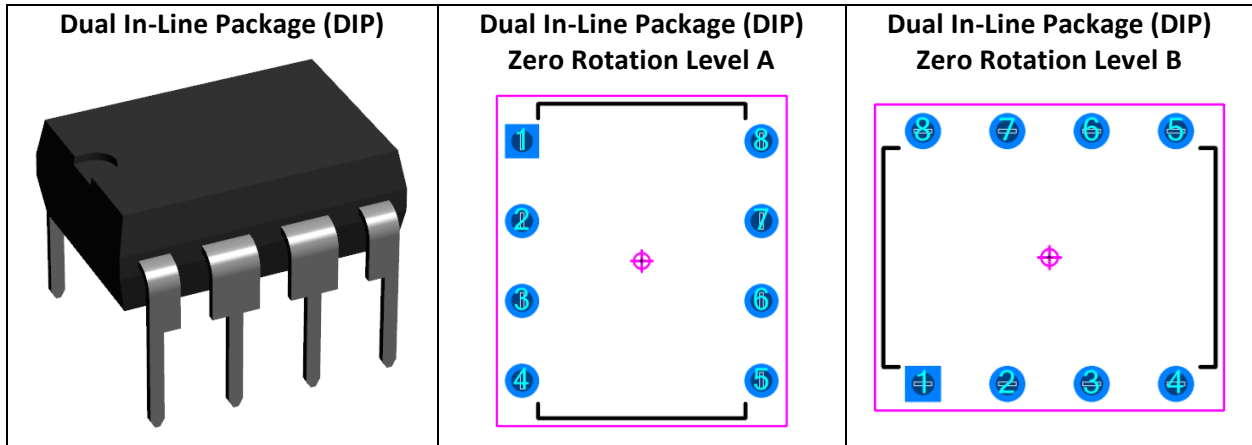 Dual In-Line Package (DIP)
Dual In-Line Package (DIP)
Zero Rotation Level A
1 8
2 7
3 6
4 5
Dual In-Line Package (DIP)
Zero Rotation Level B
8 7 6 5
1 2 3 4